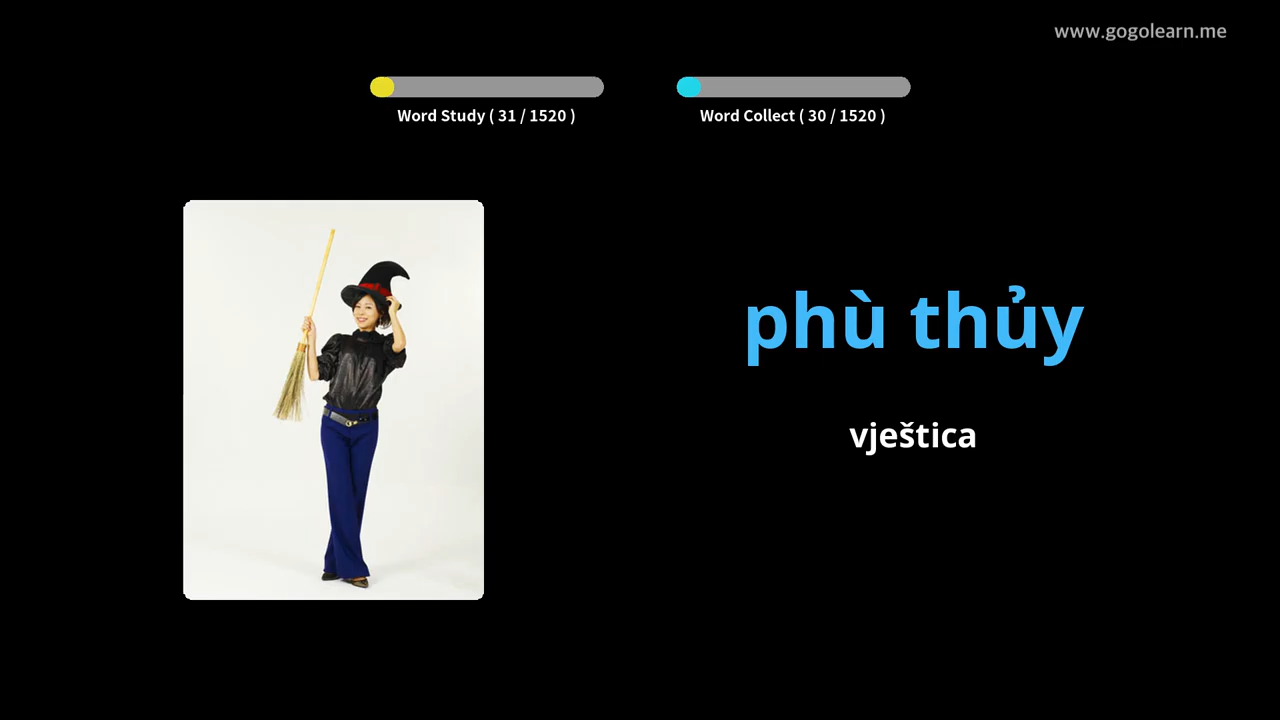 www.gogolearn.me
Word Study ( 31 / 1520 )
Word Collect ( 30 / 1520 )
phù thủy
vještica